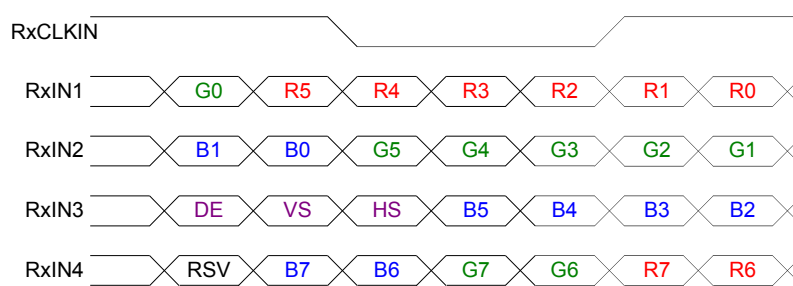 RxCLKIN
RxIN1 G0 R5 R4 R3 R2 R1 R0
RxIN2 B1 B0 G5 G4 G3 G2 G1
RxIN3 DE VS HS B5 B4 B3 B2
RxIN4 RSV B7 B6 G7 G6 R7 R6